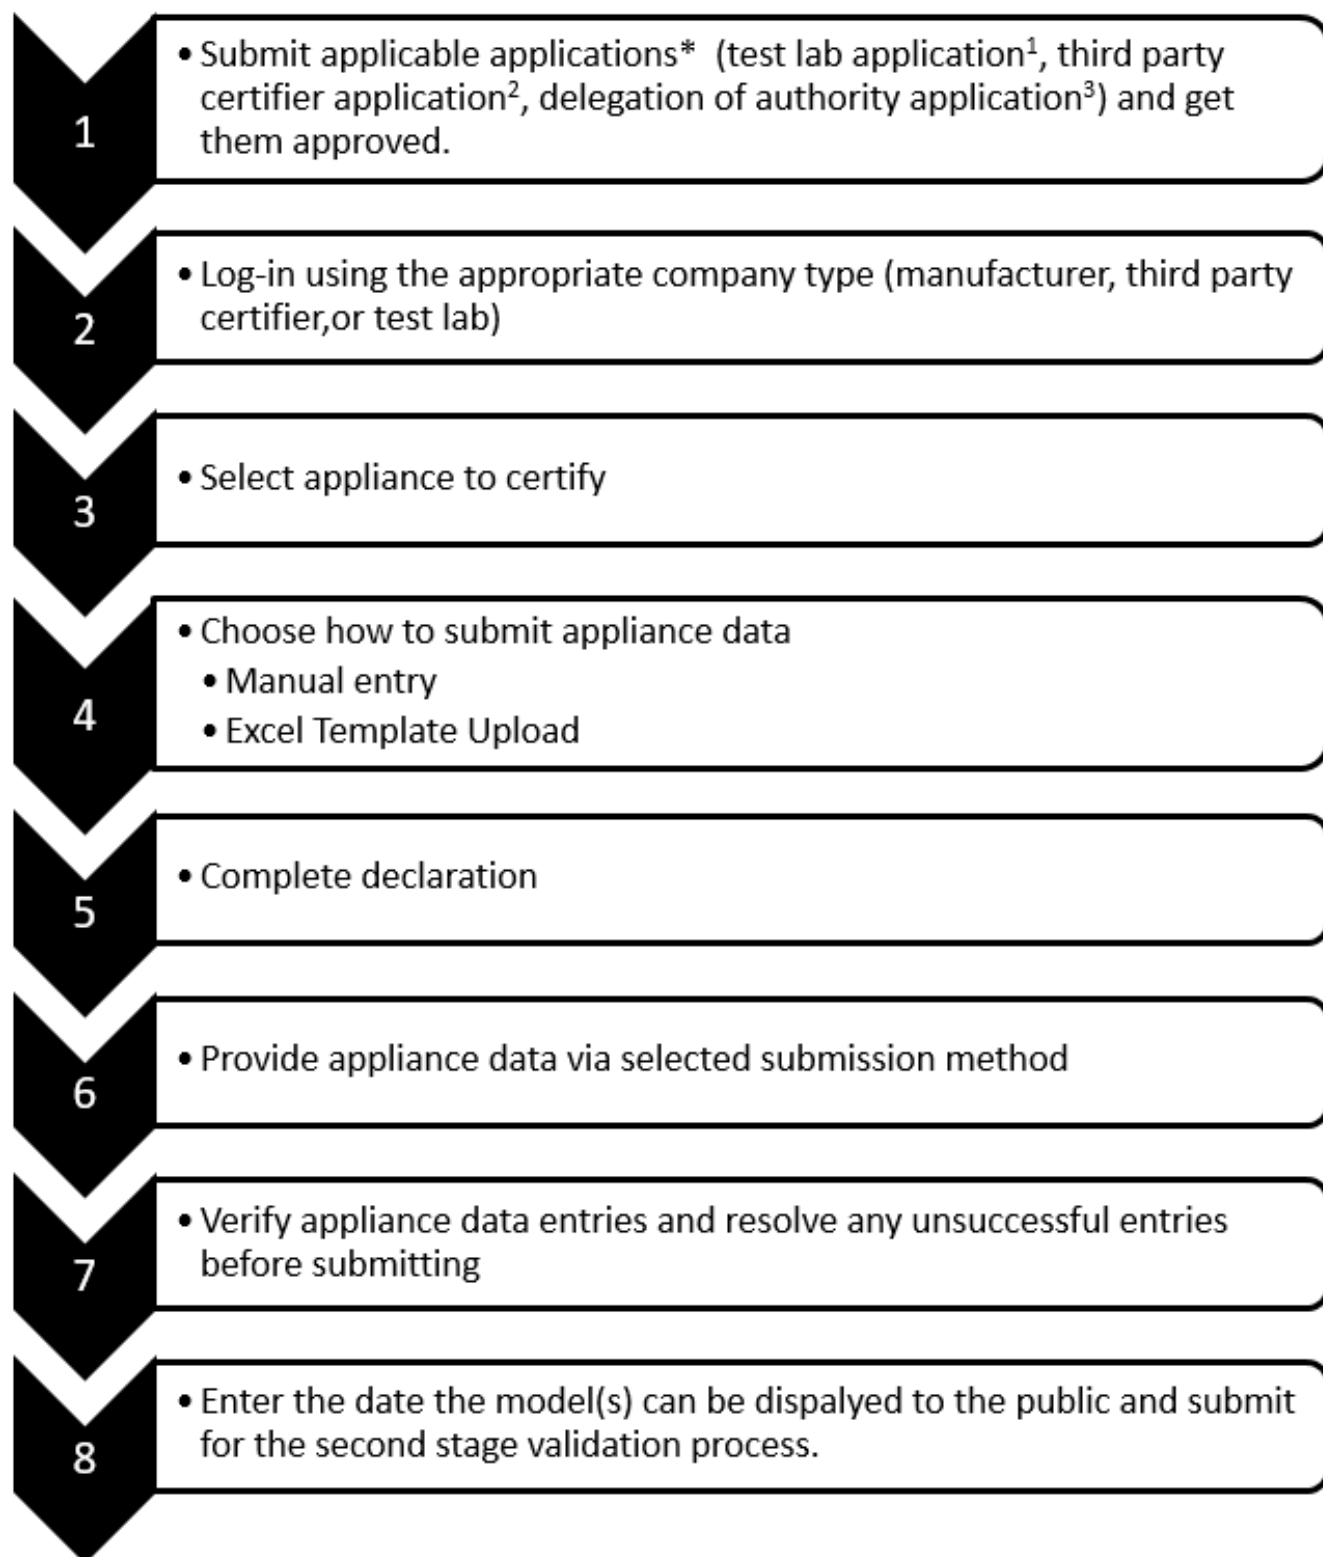 1
• Submit applicable applications* (test lab application¹, third party
certifier application², delegation of authority application³) and get
them approved.
2
• Log-in using the appropriate company type (manufacturer, third party
certifier,or test lab)
3
• Select appliance to certify
4
• Choose how to submit appliance data
• Manual entry
• Excel Template Upload
5
• Complete declaration
6
• Provide appliance data via selected submission method
7
• Verify appliance data entries and resolve any unsuccessful entries
before submitting
8
• Enter the date the model(s) can be dispalyed to the public and submit
for the second stage validation process.